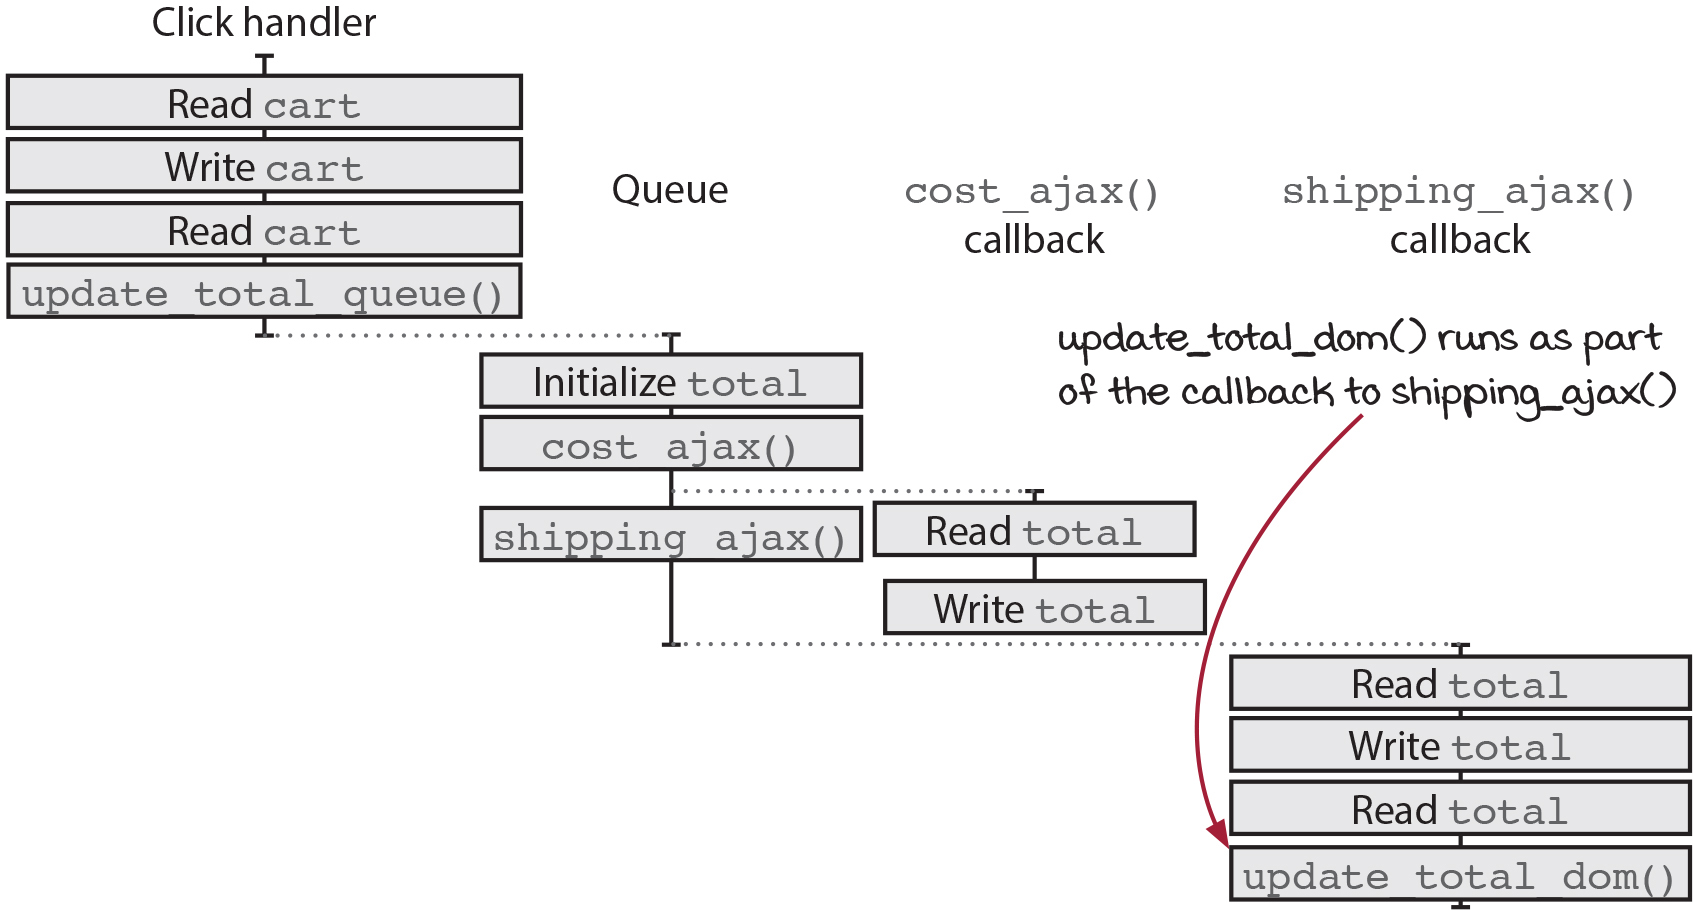 Click handler
Read cart
Write cart
Read cart
update_total_queue()
Queue
Initialize total
cost_ajax()
shipping_ajax()
cost_ajax()
callback
Read total
Write total
shipping_ajax()
callback
update_total_dom() runs as part
of the callback to shipping_ajax()
Read total
Write total
Read total
update_total_dom()